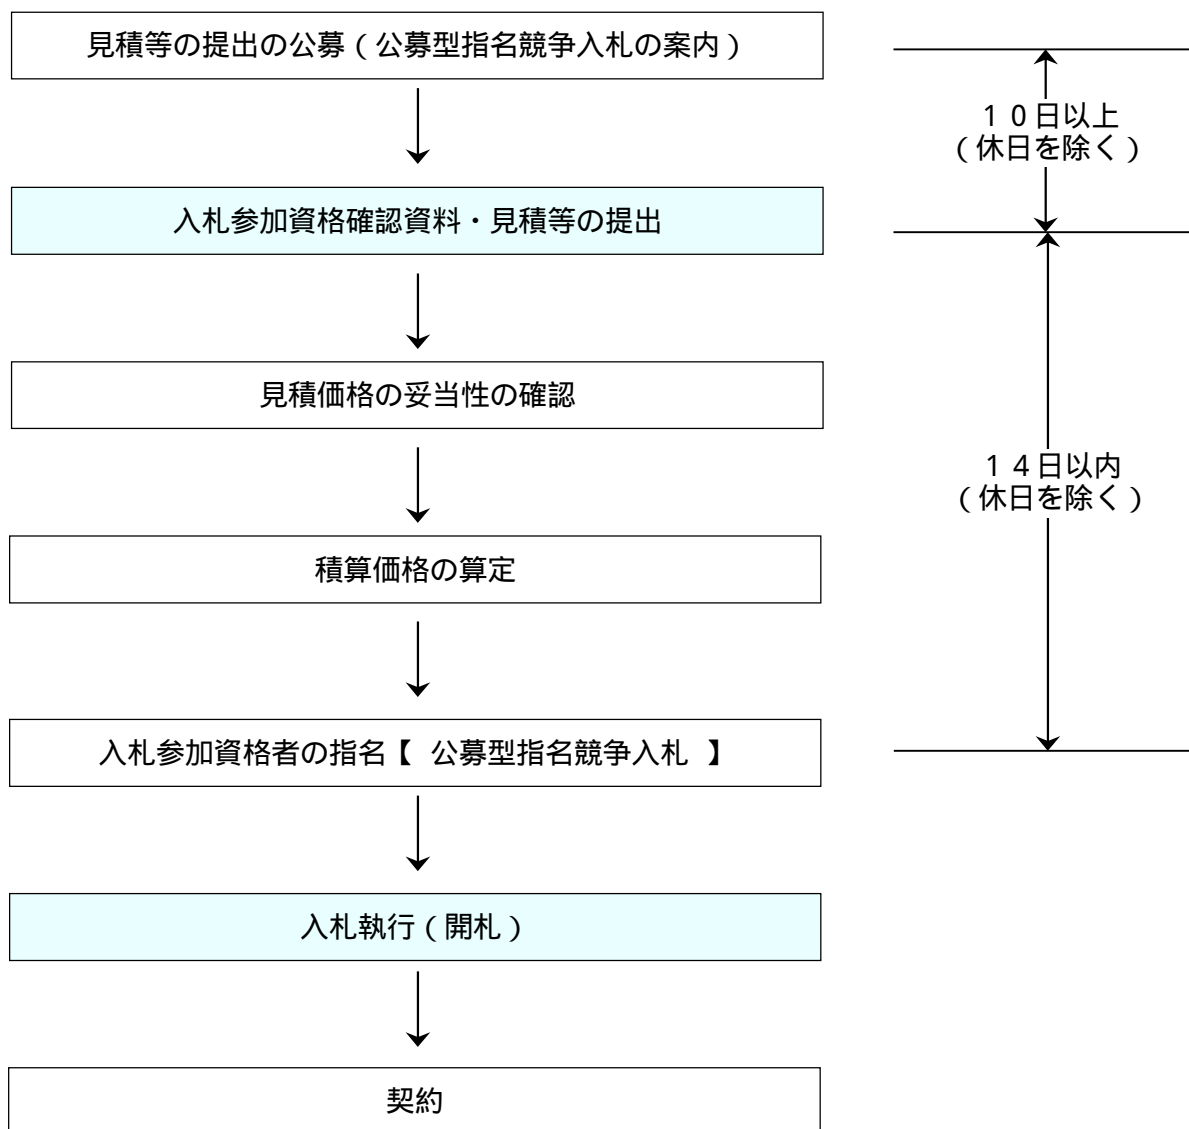 見積等の提出の公募(公募型指名競争入札の案内)
10日以上
(休日を除く)
入札参加資格確認資料・見積等の提出
見積価格の妥当性の確認
14日以内
(休日を除く)
積算価格の算定
入札参加資格者の指名【 公募型指名競争入札 】
入札執行(開札)
契約